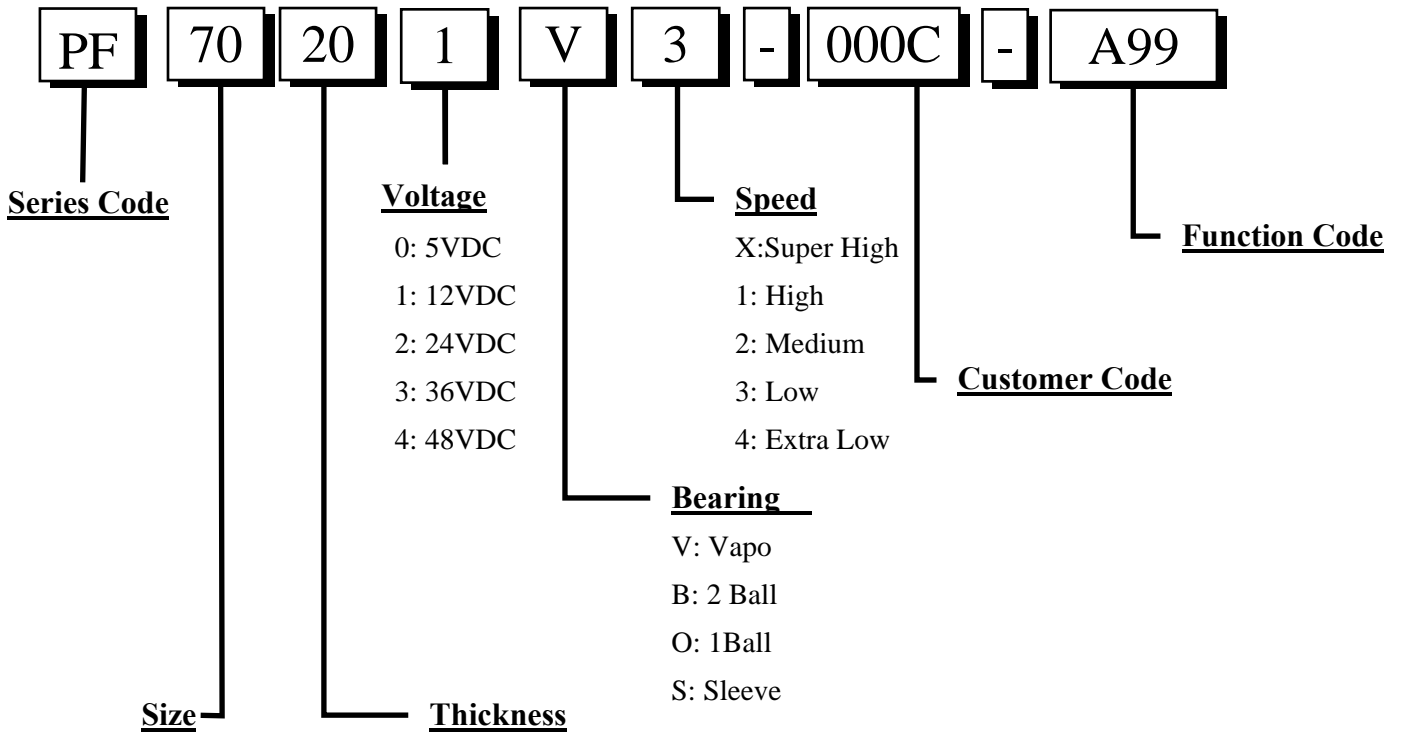 PF 70 20 1 V 3 - 000C - A99
Series Code
Voltage
0: 5VDC
1: 12VDC
2: 24VDC
3: 36VDC
4: 48VDC
Speed
X:Super High
1: High
2: Medium
3: Low
4: Extra Low
Function Code
Customer Code
Bearing
V: Vapo
B: 2 Ball
O: 1Ball
S: Sleeve
Size
Thickness